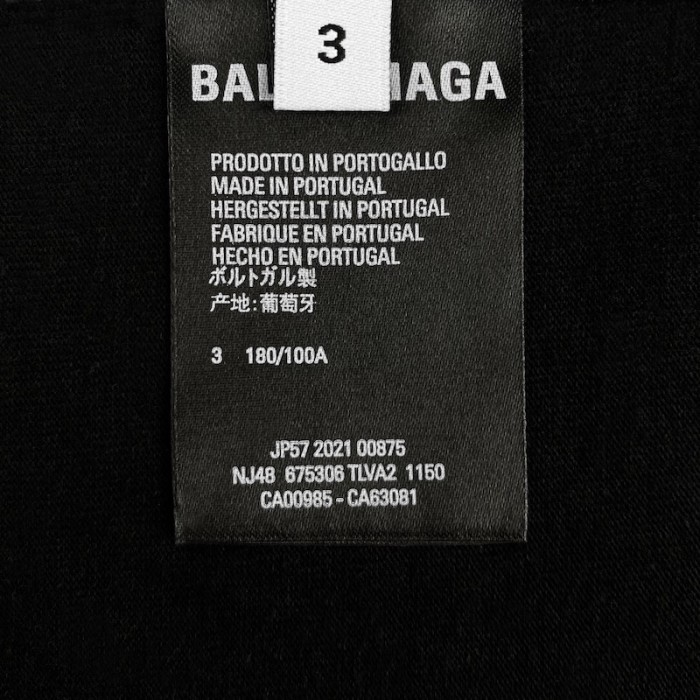 3
BAL AGA
PRODOTTO IN PORTOGALLO
MADE IN PORTUGAL
HERGESTELLT IN PORTUGAL
FABRIQUE EN PORTUGAL
HECHO EN PORTUGAL
ポルトガル製
产地:葡萄牙
3 180/100A
JP57 2021 00875
NJ48 675306 TLVA2 1150
CA00985 - CA63081